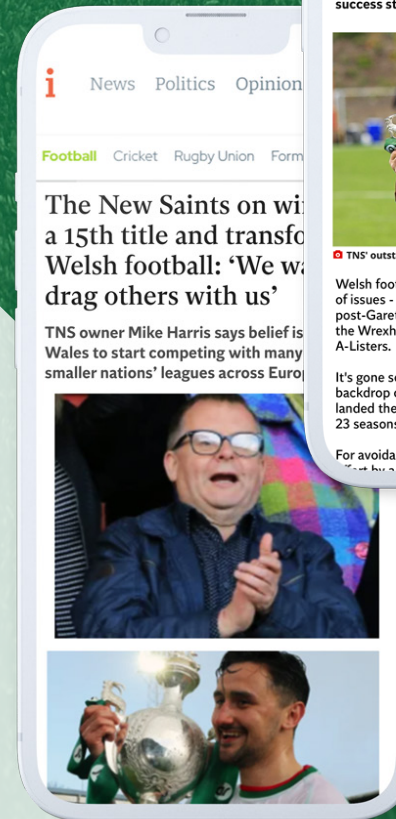 i
News Politics Opinion
Football Cricket Rugby Union Form
The New Saints on wi
a 15th title and transfo
Welsh football: ‘We wa
drag others with us’
TNS owner Mike Harris says belief is
Wales to start competing with many
smaller nations’ leagues across Euro
success st
TNS' outst
Welsh foot
of issues -
post-Garet
the Wrexh
A-Listers.
It's gone s
backdrop o
landed the
23 seasons
For avoida